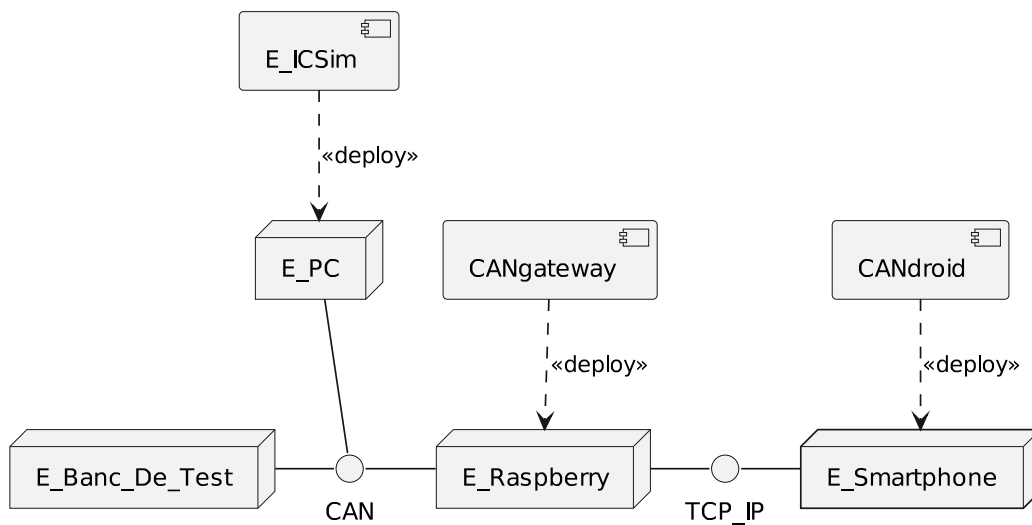 E_ICSim
«deploy»
E_PC
CANgateway
CANdroid
«deploy»
«deploy»
E_Banc_De_Test
E_Raspberry
E_Smartphone
CAN
TCP_IP